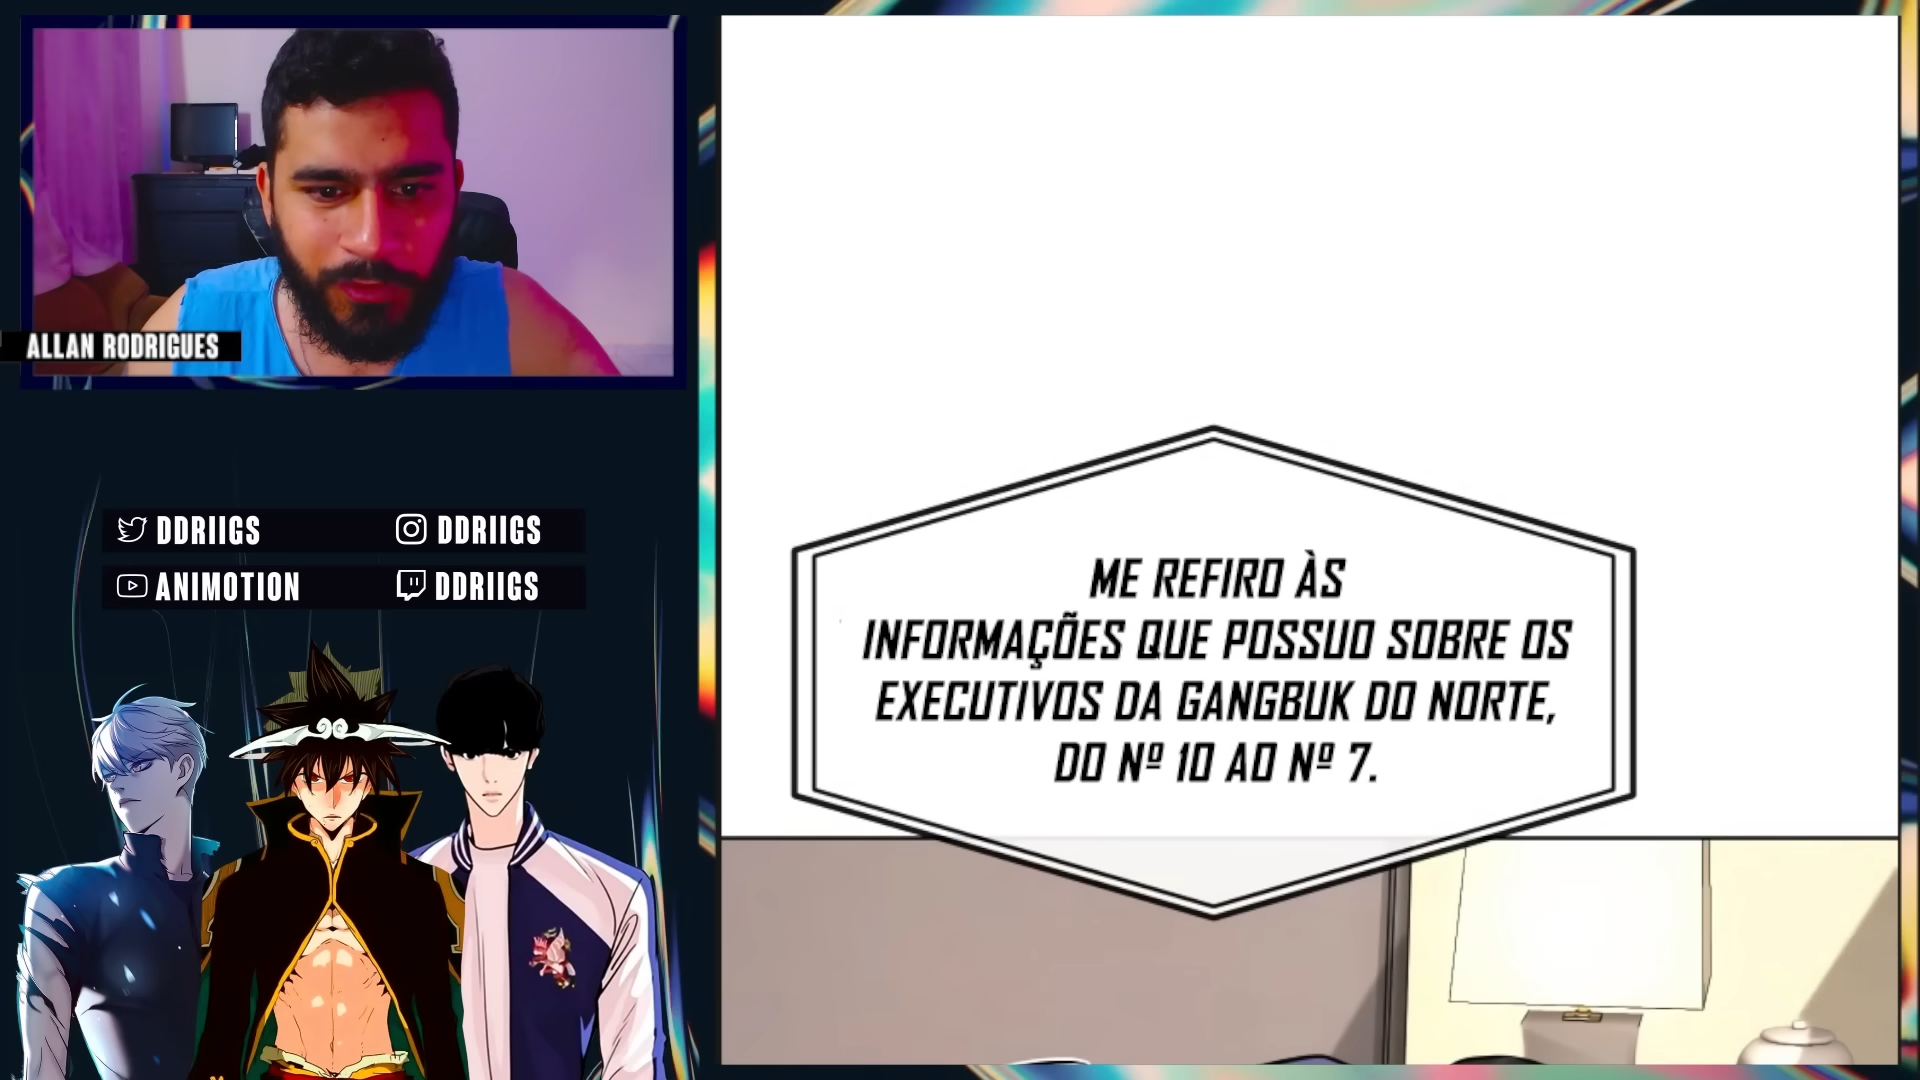 ALLAN RODRIGUES
DDRIIGS
DDRIIGS
ANIMOTION
DDRIIGS
ME REFIRO ÀS
INFORMAÇÕES QUE POSSUO SOBRE OS
EXECUTIVOS DA GANGBUK DO NORTE,
DO Nº 10 AO Nº 7.